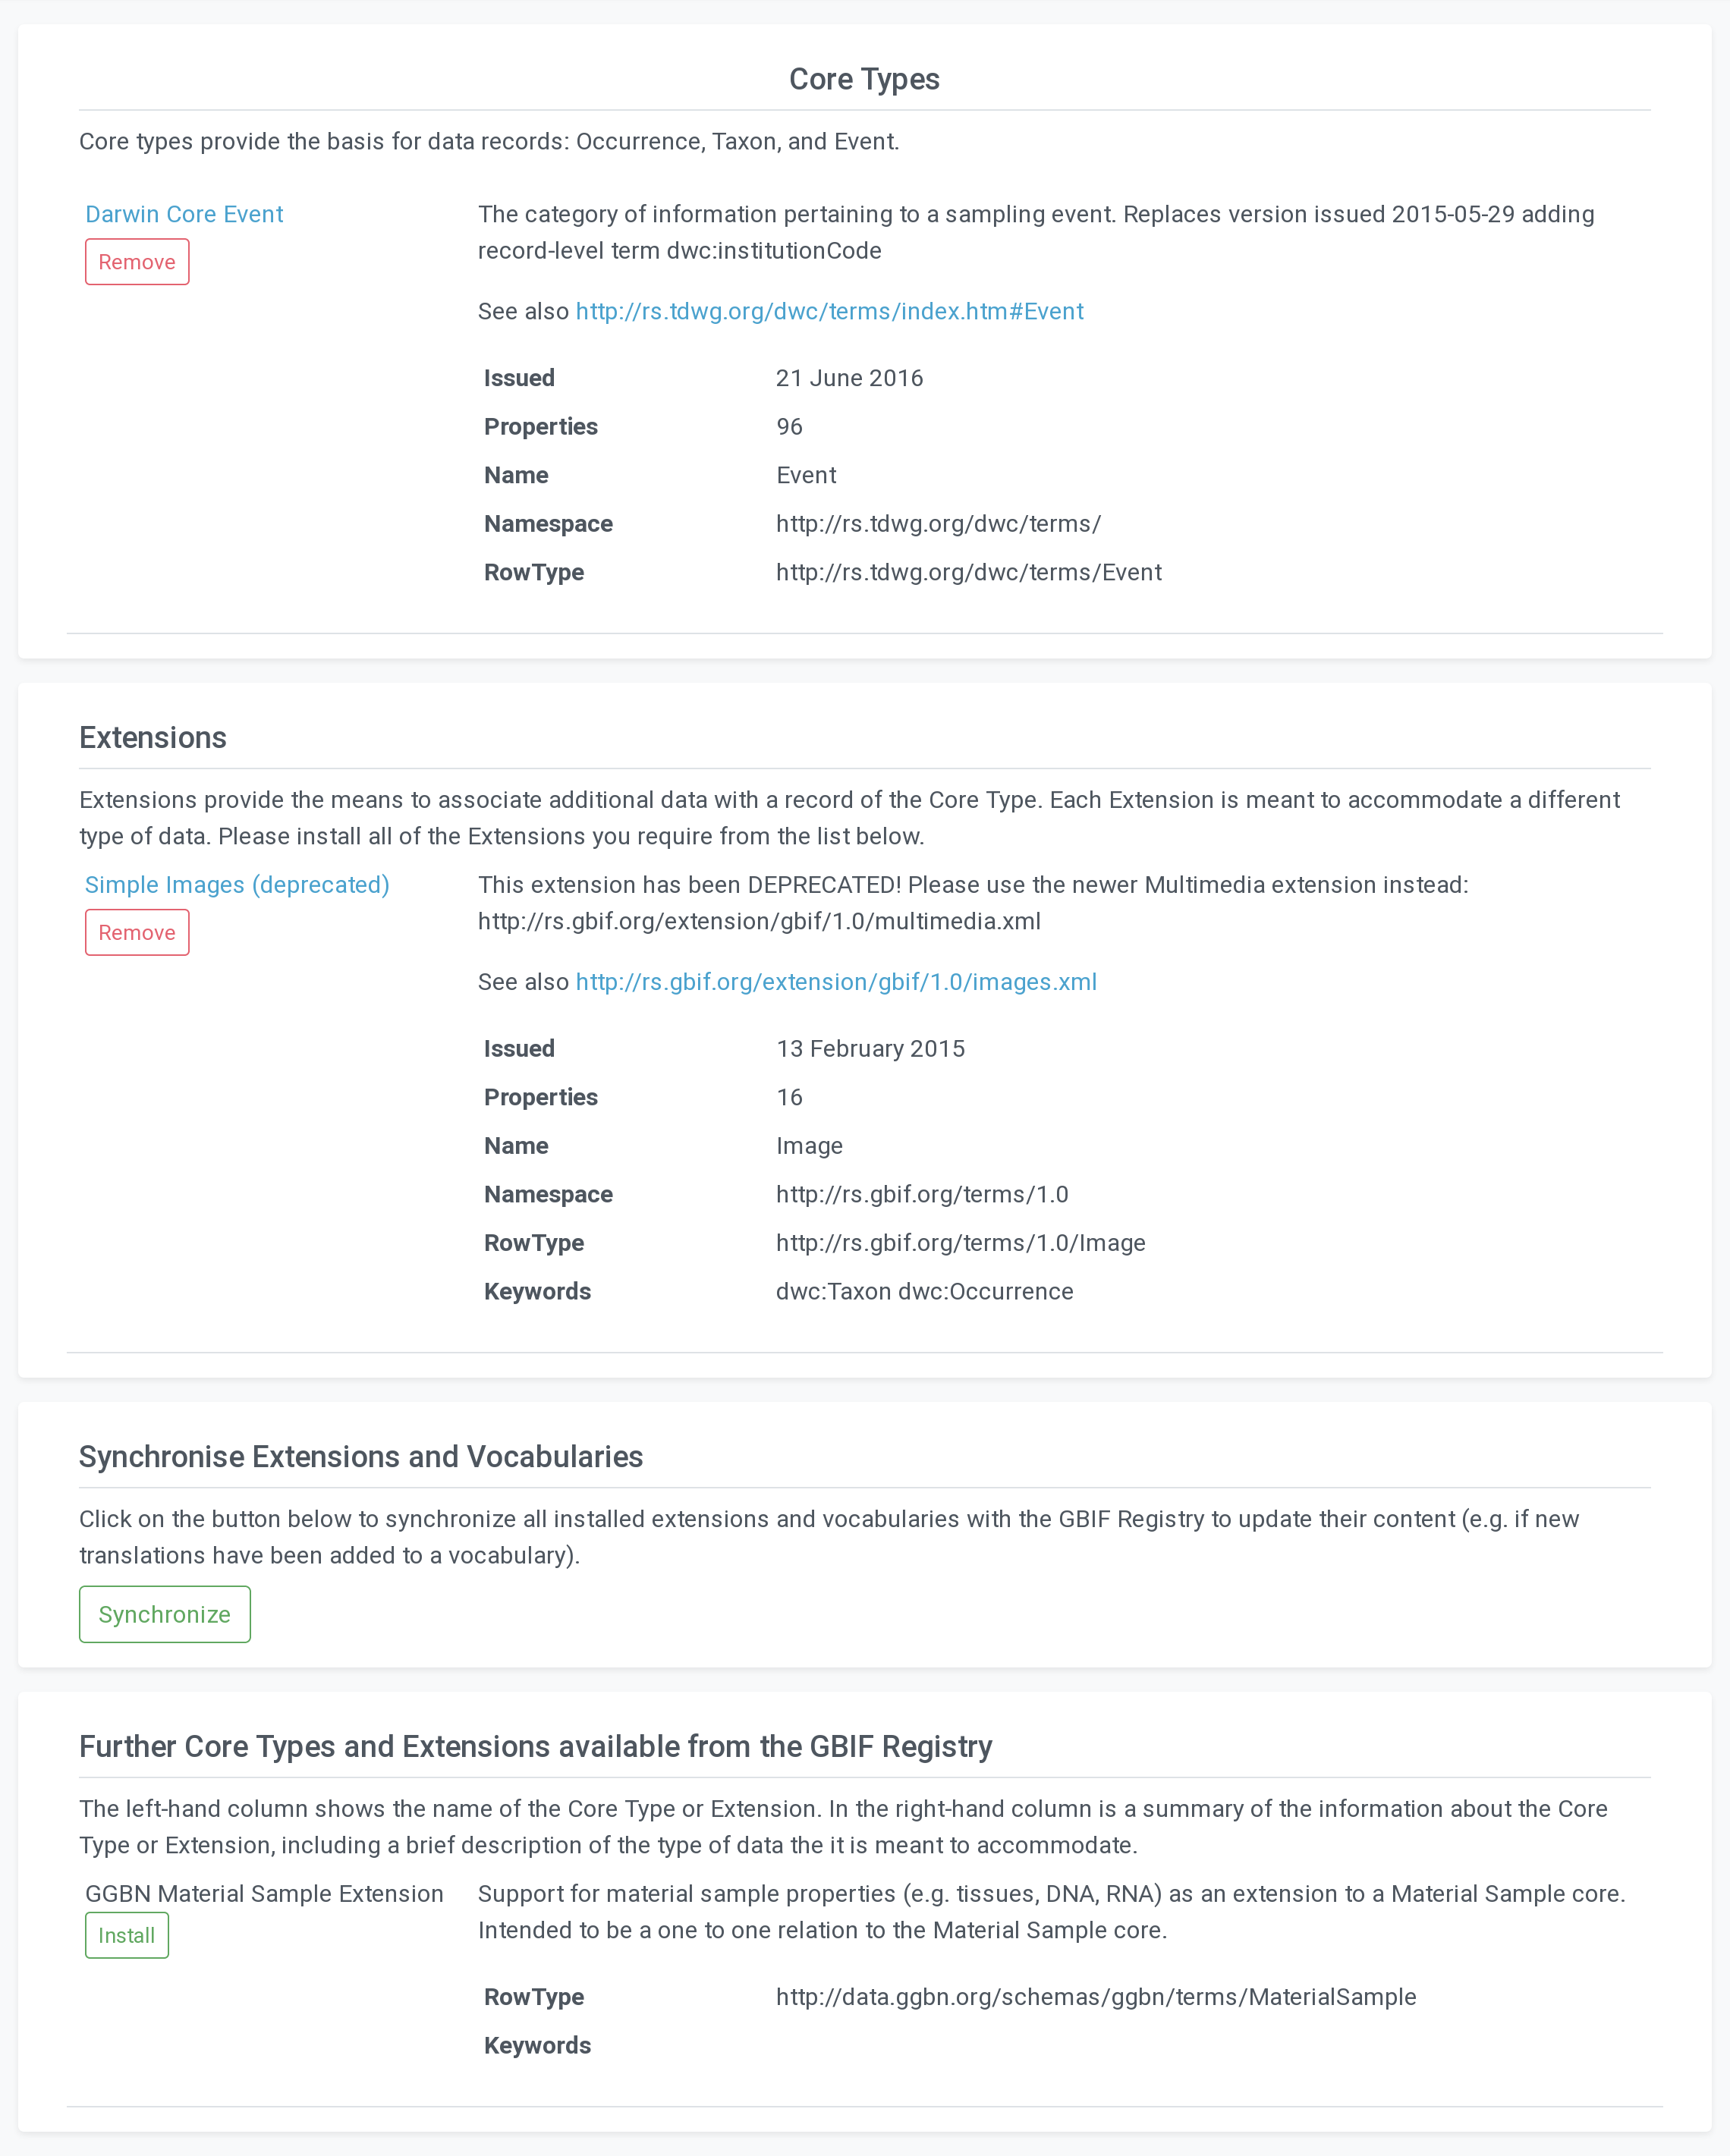 Core Types
Core types provide the basis for data records: Occurrence, Taxon, and Event.
Darwin Core Event
Remove
The category of information pertaining to a sampling event. Replaces version issued 2015-05-29 adding
record-level term dwc:institutionCode
See also http://rs.tdwg.org/dwc/terms/index.htm#Event
Issued 21 June 2016
Properties 96
Name Event
Namespace http://rs.tdwg.org/dwc/terms/
RowType http://rs.tdwg.org/dwc/terms/Event
Extensions
Extensions provide the means to associate additional data with a record of the Core Type. Each Extension is meant to accommodate a different
type of data. Please install all of the Extensions you require from the list below.
Simple Images (deprecated)
Remove
This extension has been DEPRECATED! Please use the newer Multimedia extension instead:
http://rs.gbif.org/extension/gbif/1.0/multimedia.xml
See also http://rs.gbif.org/extension/gbif/1.0/images.xml
Issued 13 February 2015
Properties 16
Name Image
Namespace http://rs.gbif.org/terms/1.0
RowType http://rs.gbif.org/terms/1.0/Image
Keywords dwc:Taxon dwc:Occurrence
Synchronise Extensions and Vocabularies
Click on the button below to synchronize all installed extensions and vocabularies with the GBIF Registry to update their content (e.g. if new
translations have been added to a vocabulary).
Synchronize
Further Core Types and Extensions available from the GBIF Registry
The left-hand column shows the name of the Core Type or Extension. In the right-hand column is a summary of the information about the Core
Type or Extension, including a brief description of the type of data the it is meant to accommodate.
GGBN Material Sample Extension
Install
Support for material sample properties (e.g. tissues, DNA, RNA) as an extension to a Material Sample core.
Intended to be a one to one relation to the Material Sample core.
RowType http://data.ggbn.org/schemas/ggbn/terms/MaterialSample
Keywords